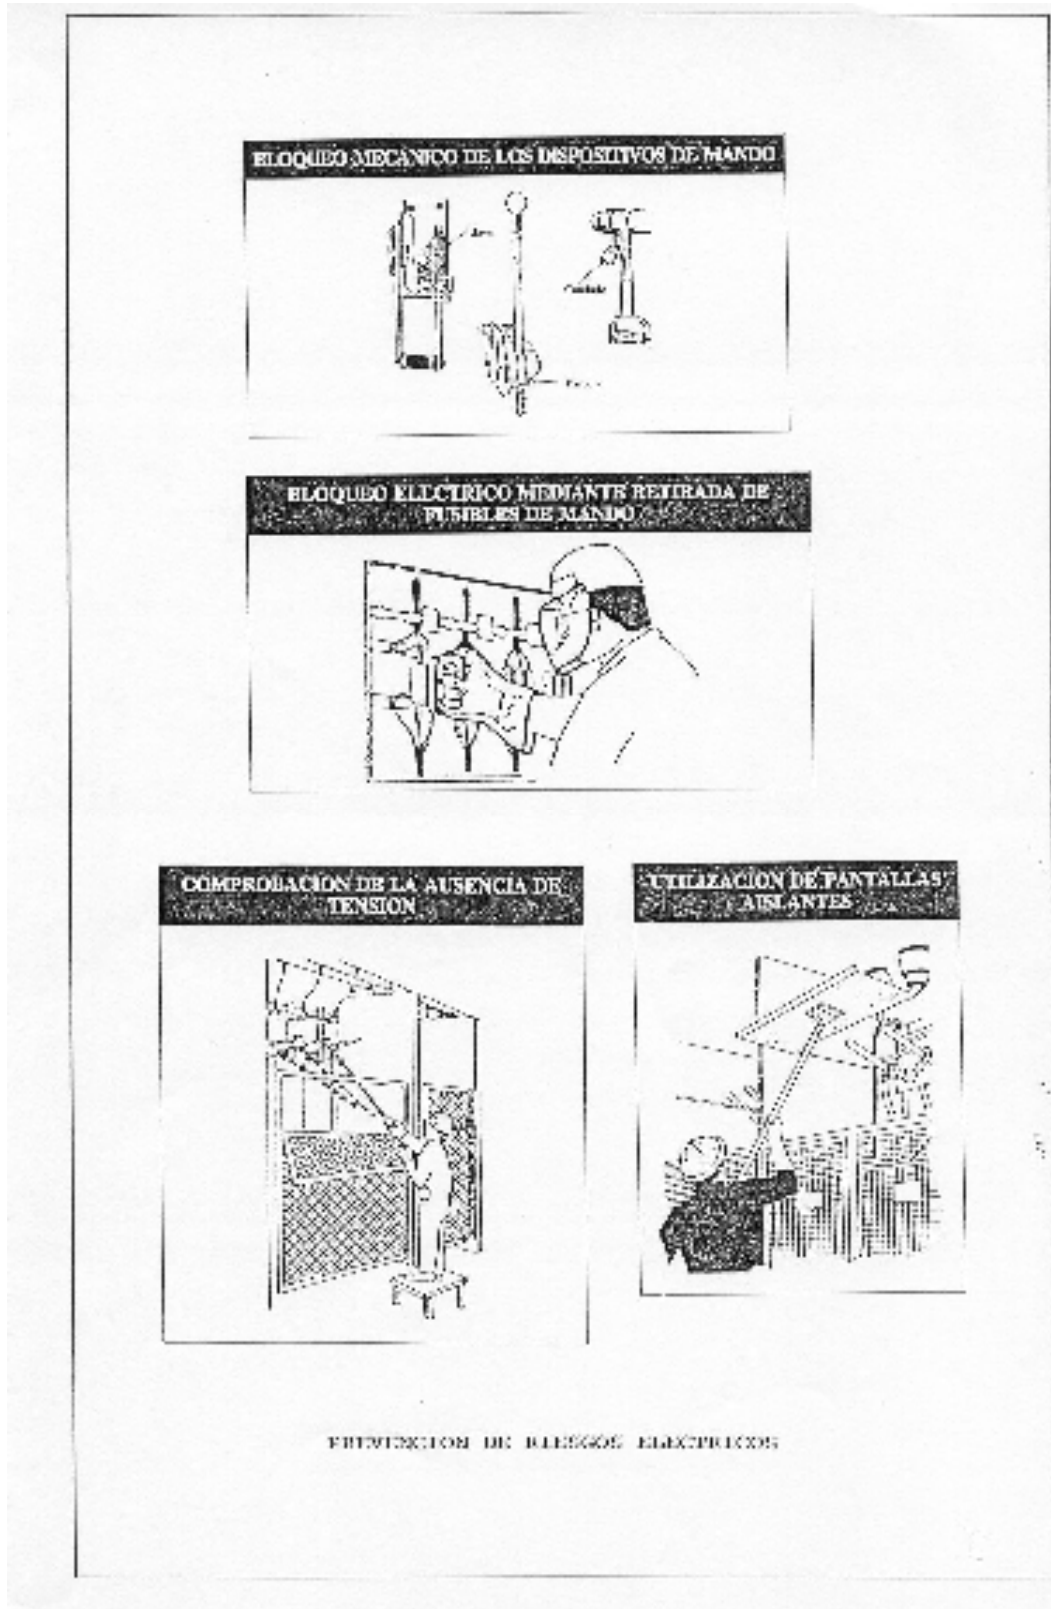 BLOQUEO MECANICO DE LOS DISPOSITIVOS DE MANDO
Candado
BLOQUEO ELECTRICO MEDIANTE RETIRADA DE
FUSIBLES DE MANDO
COMPROBACION DE LA AUSENCIA DE
TENSION
UTILIZACION DE PANTALLAS
AISLANTES
PREVENCION DE RIESGOS ELECTRICOS